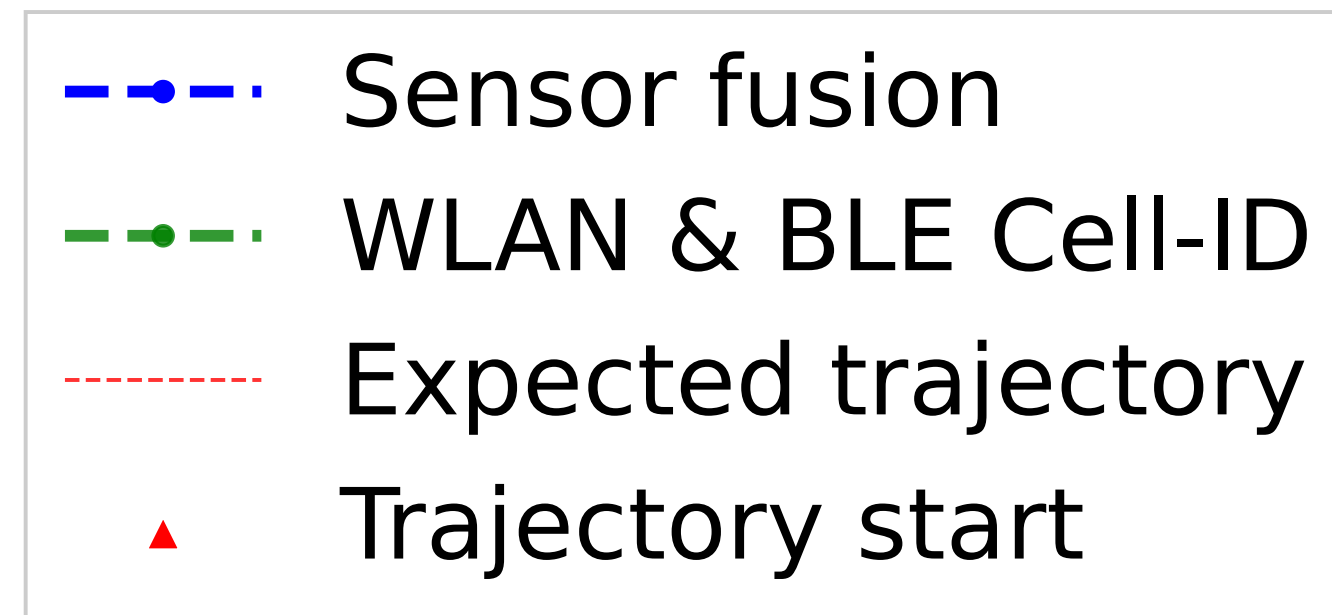 Sensor fusion
WLAN & BLE Cell-ID
Expected trajectory
Trajectory start